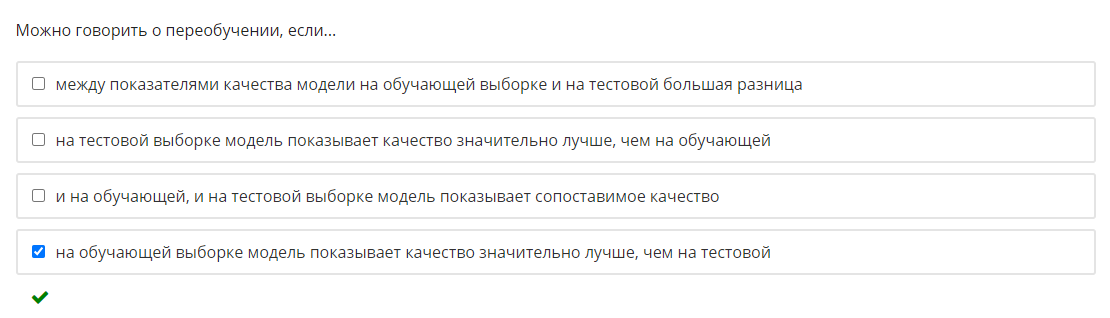 Можно говорить о переобучении, если...
между показателями качества модели на обучающей выборке и на тестовой большая разница
на тестовой выборке модель показывает качество значительно лучше, чем на обучающей
и на обучающей, и на тестовой выборке модель показывает сопоставимое качество
на обучающей выборке модель показывает качество значительно лучше, чем на тестовой